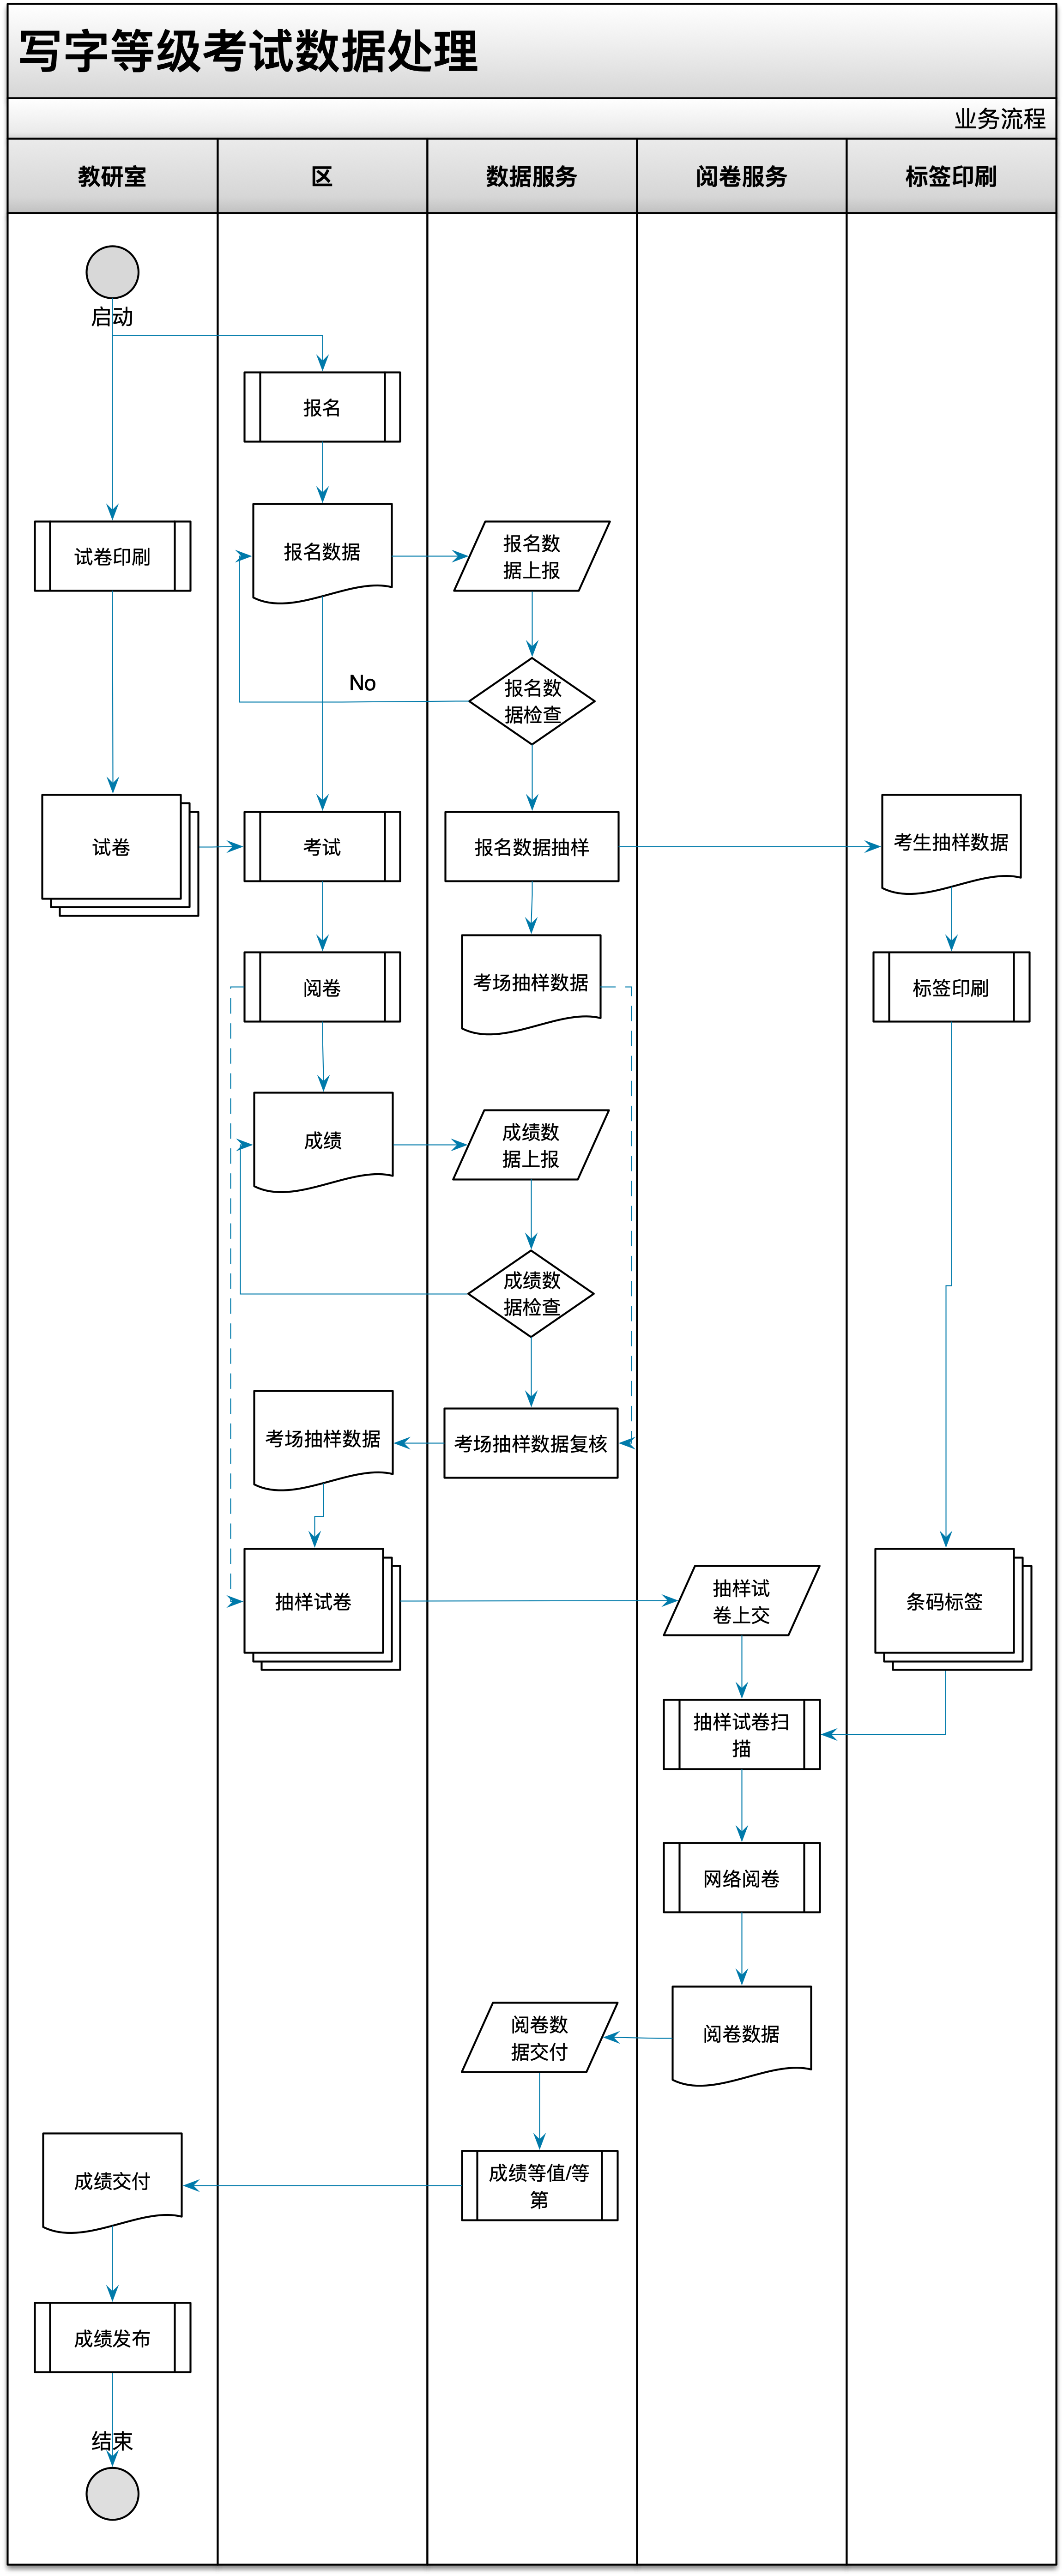 写字等级考试数据处理
业务流程
教研室
区
数据服务
阅卷服务
标签印刷
启动
报名
试卷印刷
报名数据
报名数
据上报
No
报名数
据检查
试卷
考试
报名数据抽样
考生抽样数据
阅卷
考场抽样数据
标签印刷
成绩
成绩数
据上报
成绩数
据检查
考场抽样数据
考场抽样数据复核
抽样试卷
抽样试
卷上交
条码标签
抽样试卷扫
描
网络阅卷
阅卷数
据交付
阅卷数据
成绩交付
成绩等值/等
第
成绩发布
结束